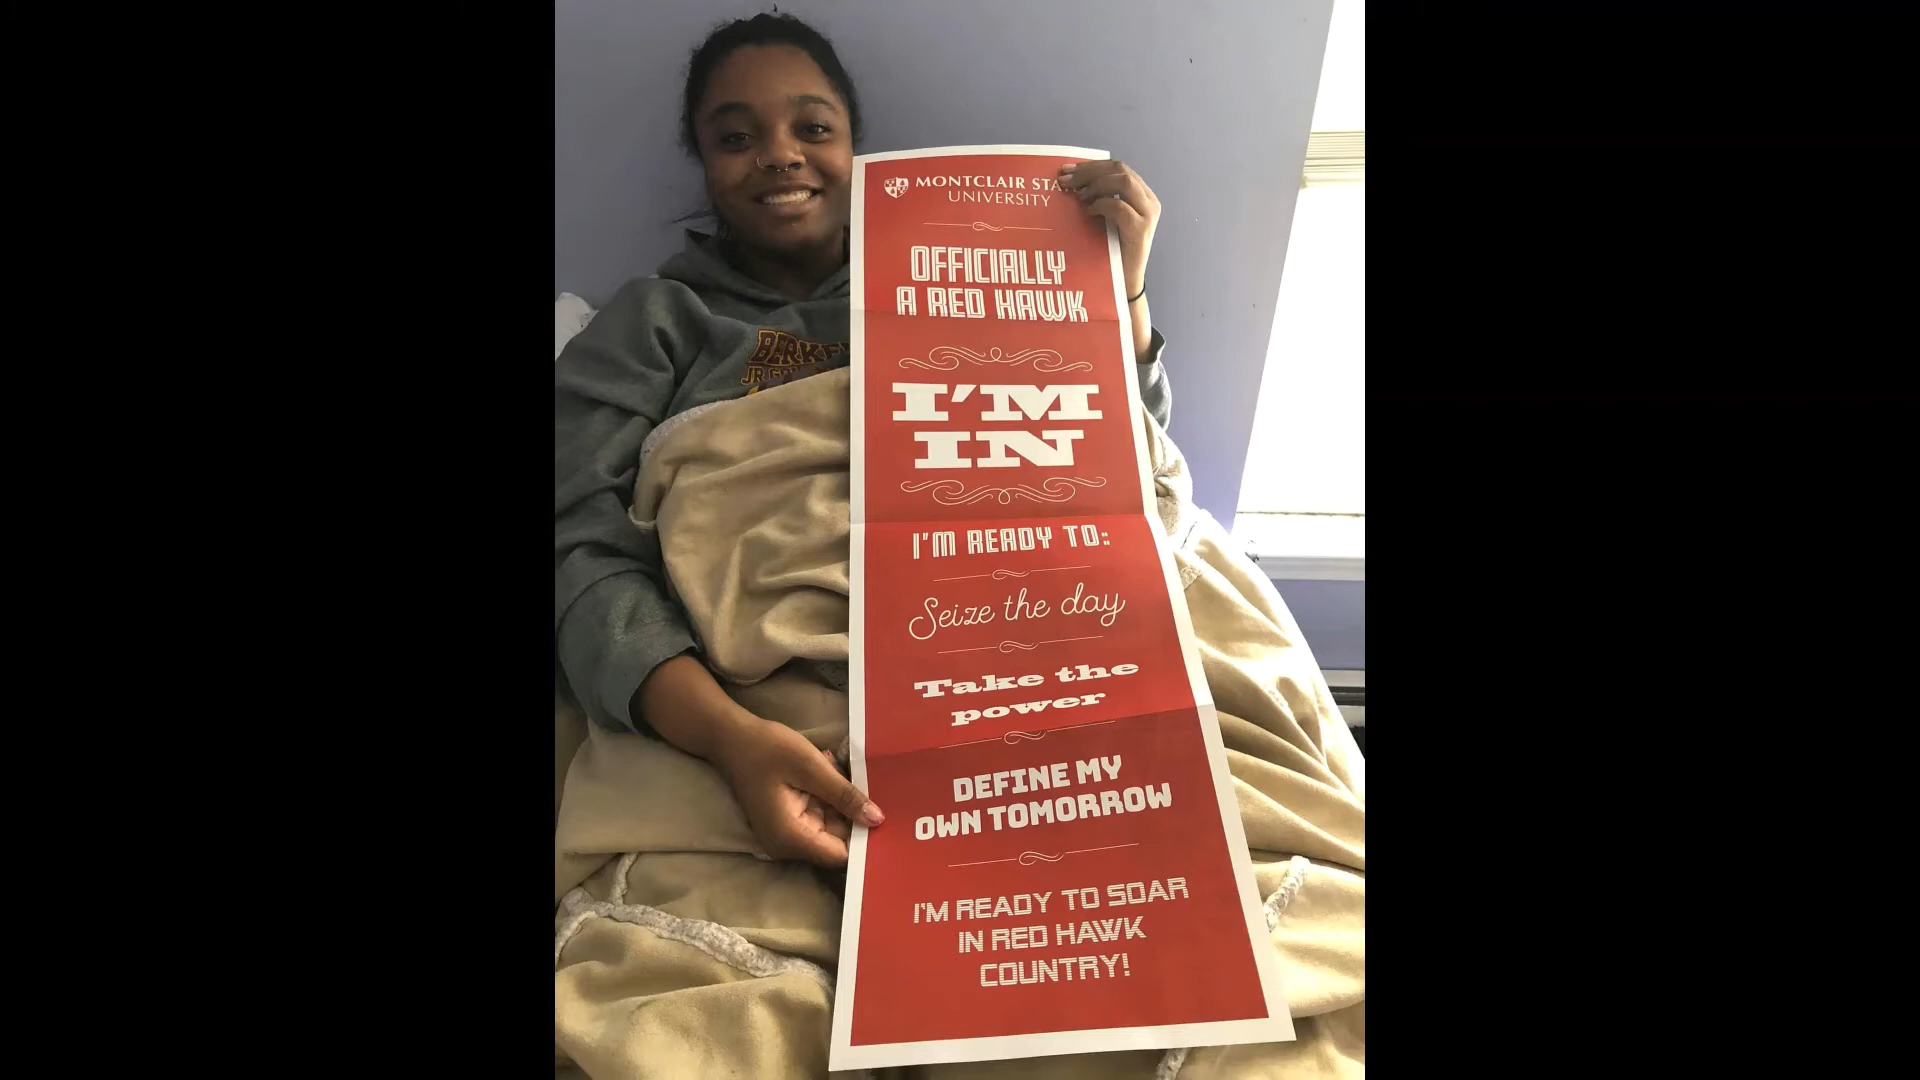 MONTCLAIR STA
UNIVERSITY
OFFICIALLY
A RED HAWK
I'M
IN
I'M READY TO:
Seize the day
Take the
power
DEFINE MY
OWN TOMORROW
I'M READY TO SOAR
IN RED HAWK
COUNTRY!